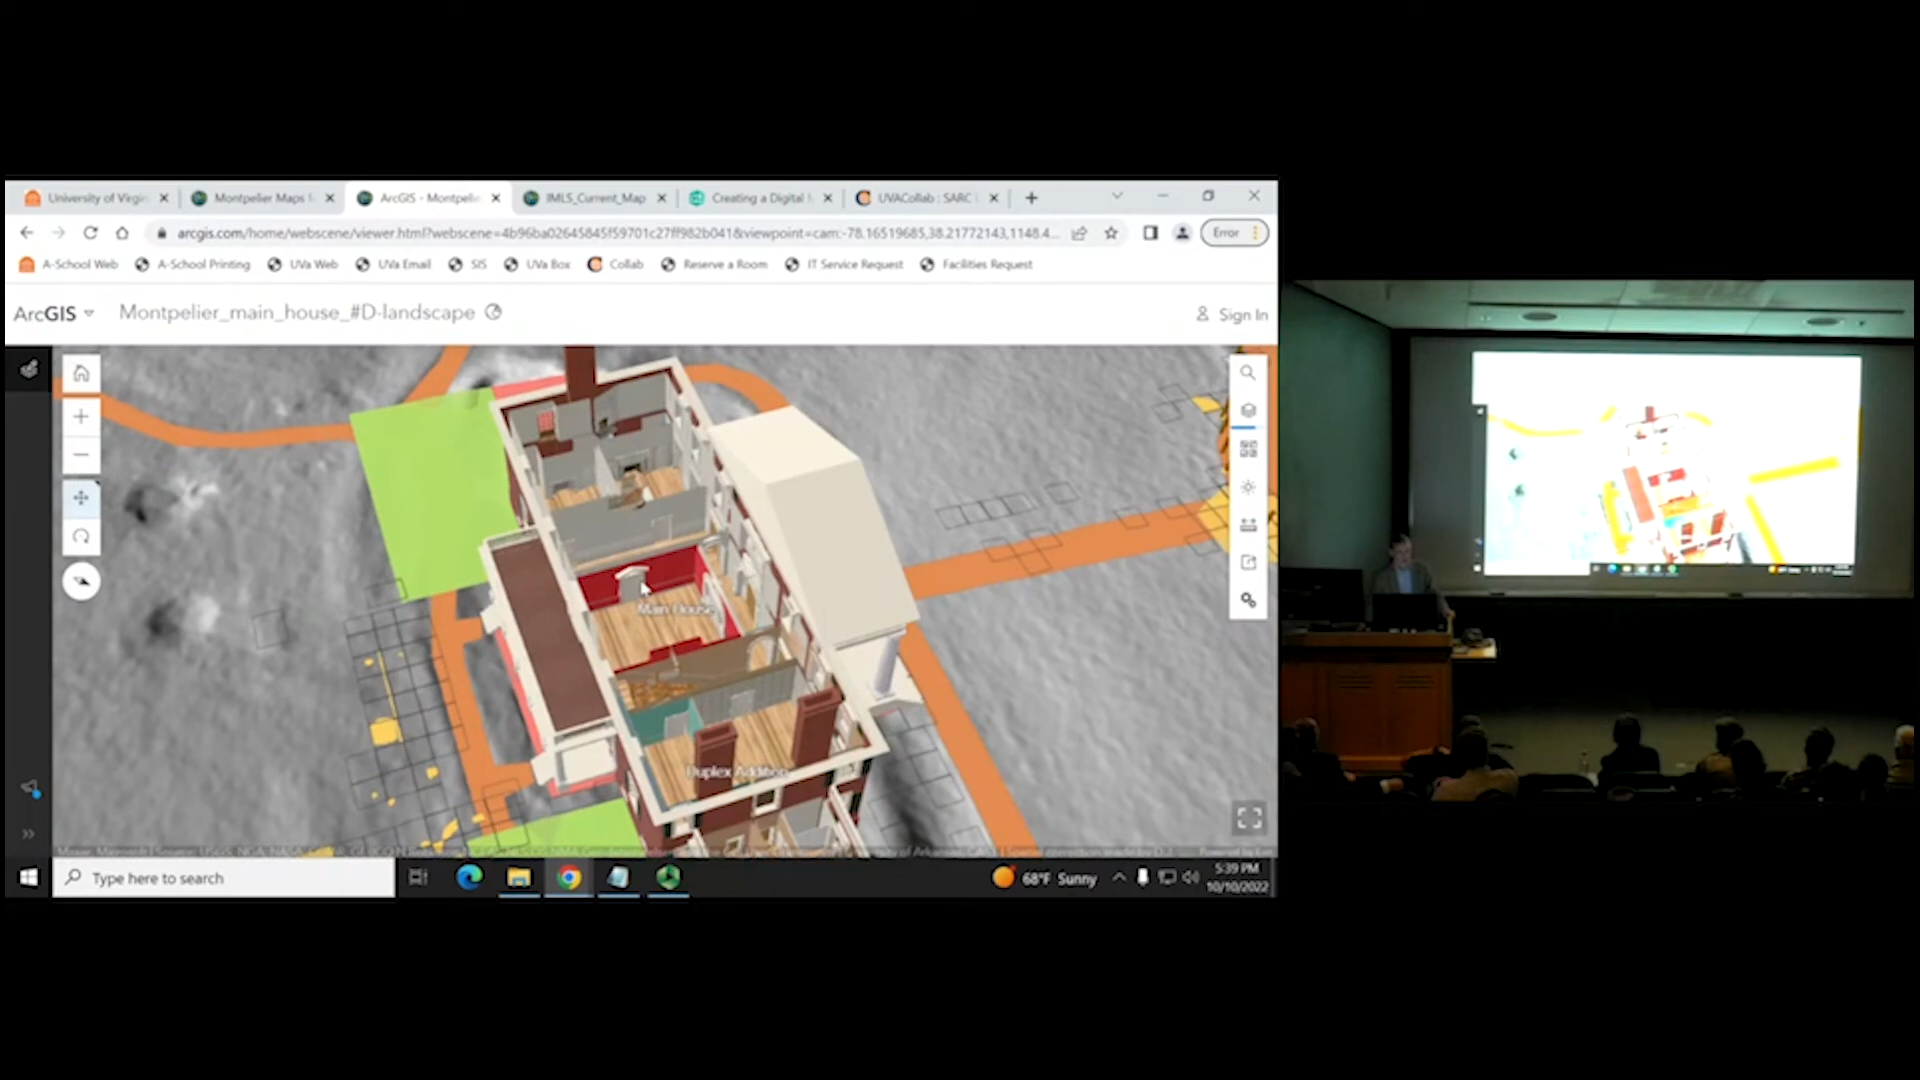 University of Virgin
Montpelier Maps
ArcGIS - Montpelie
IMLS_Current_Map
Creating a Digital
UVACollab : SARC
arcgis.com/home/webscene/viewer.html?webscene=4b96ba02645845f59701c27ff982b041&viewpoint=cam:-78.16519685,38.21772143,1148.4...
Error
A-School Web
A-School Printing
UVa Web
UVa Email
SIS
UVa Box
Collab
Reserve a Room
IT Service Request
Facilities Request
ArcGIS
Montpelier_main_house_#D-landscape
Sign In
Main House
Duplex Addition
Type here to search
68°F Sunny
5:39 PM
10/10/2022